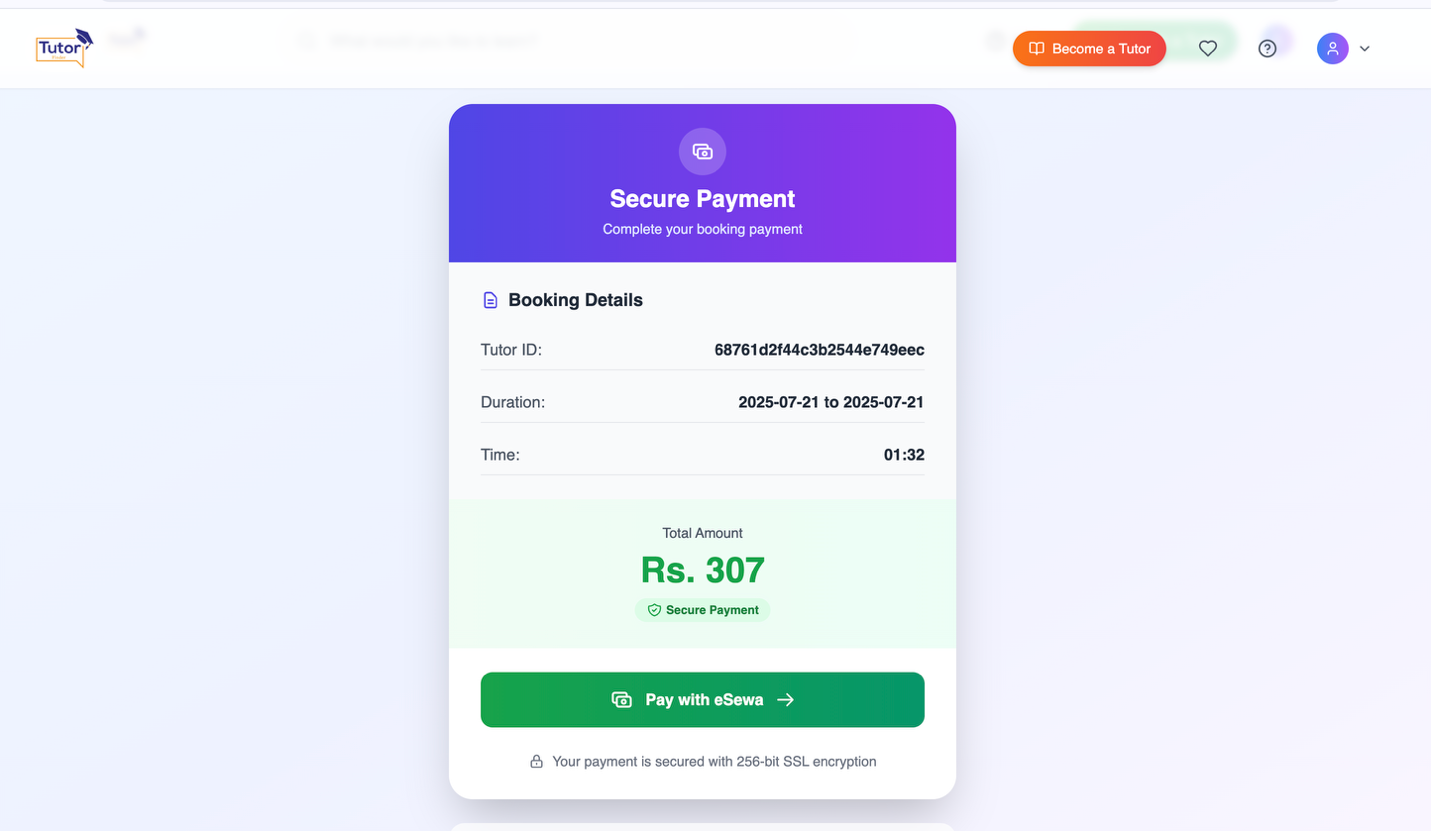 Tutor
Become a Tutor
Secure Payment
Complete your booking payment
Booking Details
Tutor ID: 68761d2f44c3b2544e749eec
Duration: 2025-07-21 to 2025-07-21
Time: 01:32
Total Amount
Rs. 307
Secure Payment
Pay with eSewa
Your payment is secured with 256-bit SSL encryption